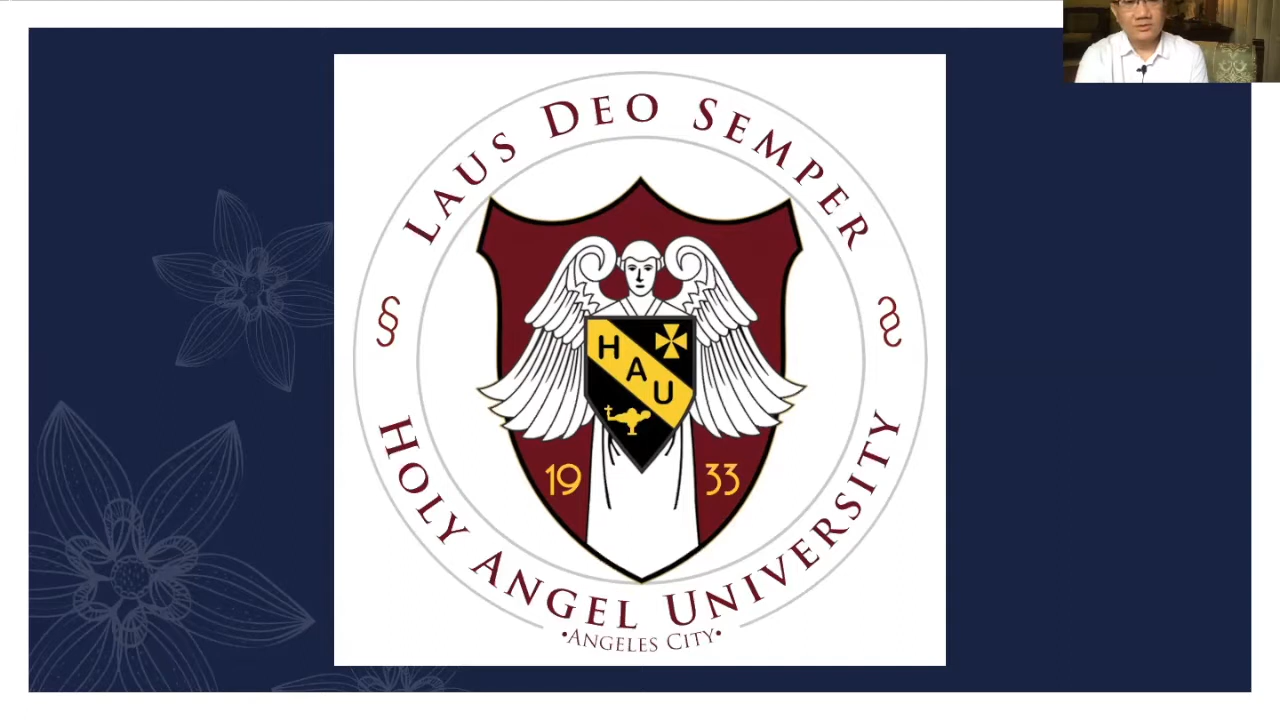 LAUS DEO SEMPER
HAU
19 33
HOLY ANGEL UNIVERSITY
•ANGELES CITY•